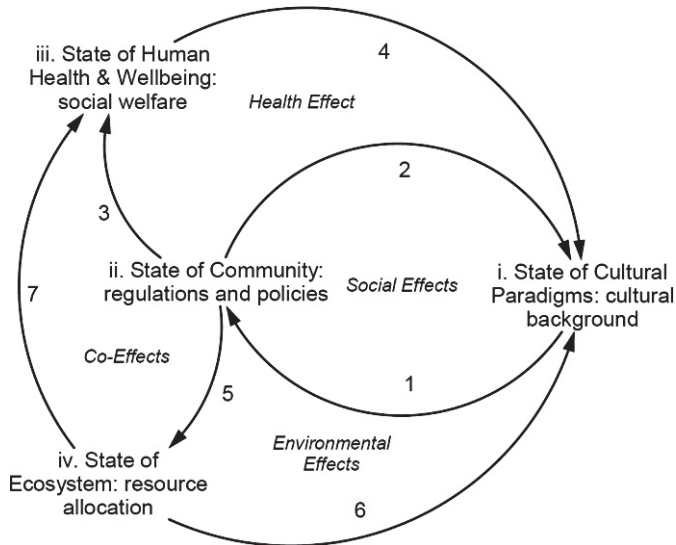 iii. State of Human
Health & Wellbeing:
social welfare
4
Health Effect
2
3
ii. State of Community:
regulations and policies
Social Effects
i. State of Cultural
Paradigms: cultural
background
7
Co-Effects
5
1
Environmental
Effects
iv. State of
Ecosystem: resource
allocation
6